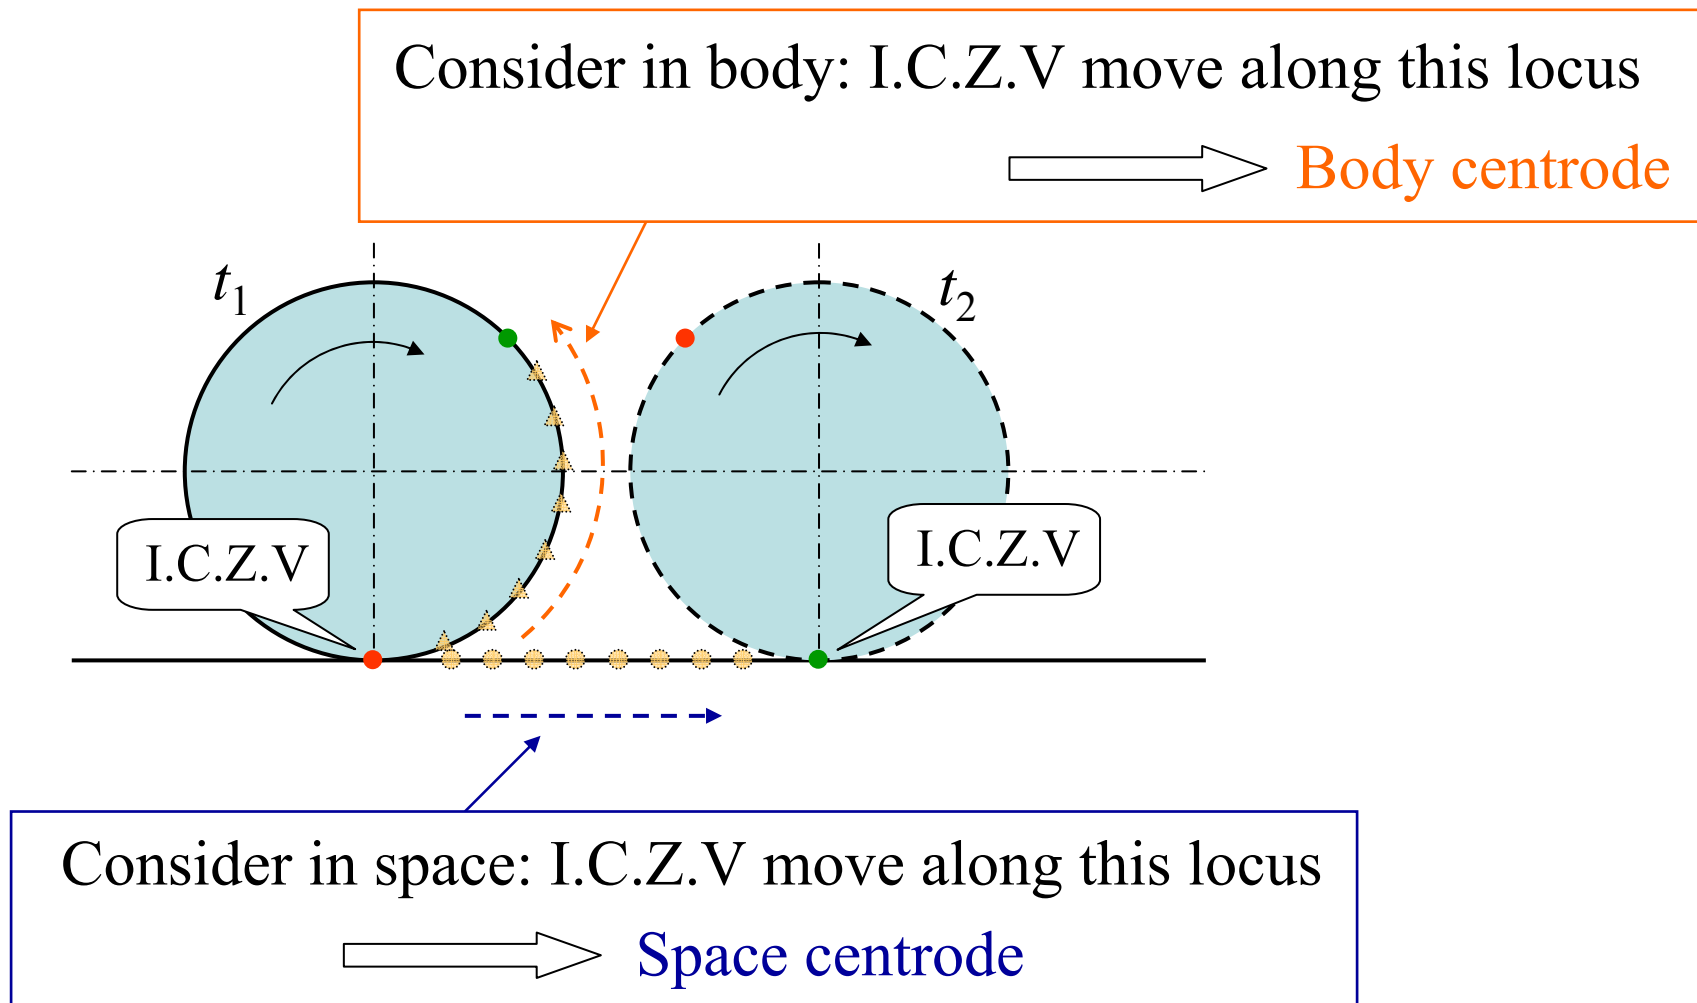 Consider in body: I.C.Z.V move along this locus
Body centrode
t1
t2
I.C.Z.V
I.C.Z.V
Consider in space: I.C.Z.V move along this locus
Space centrode